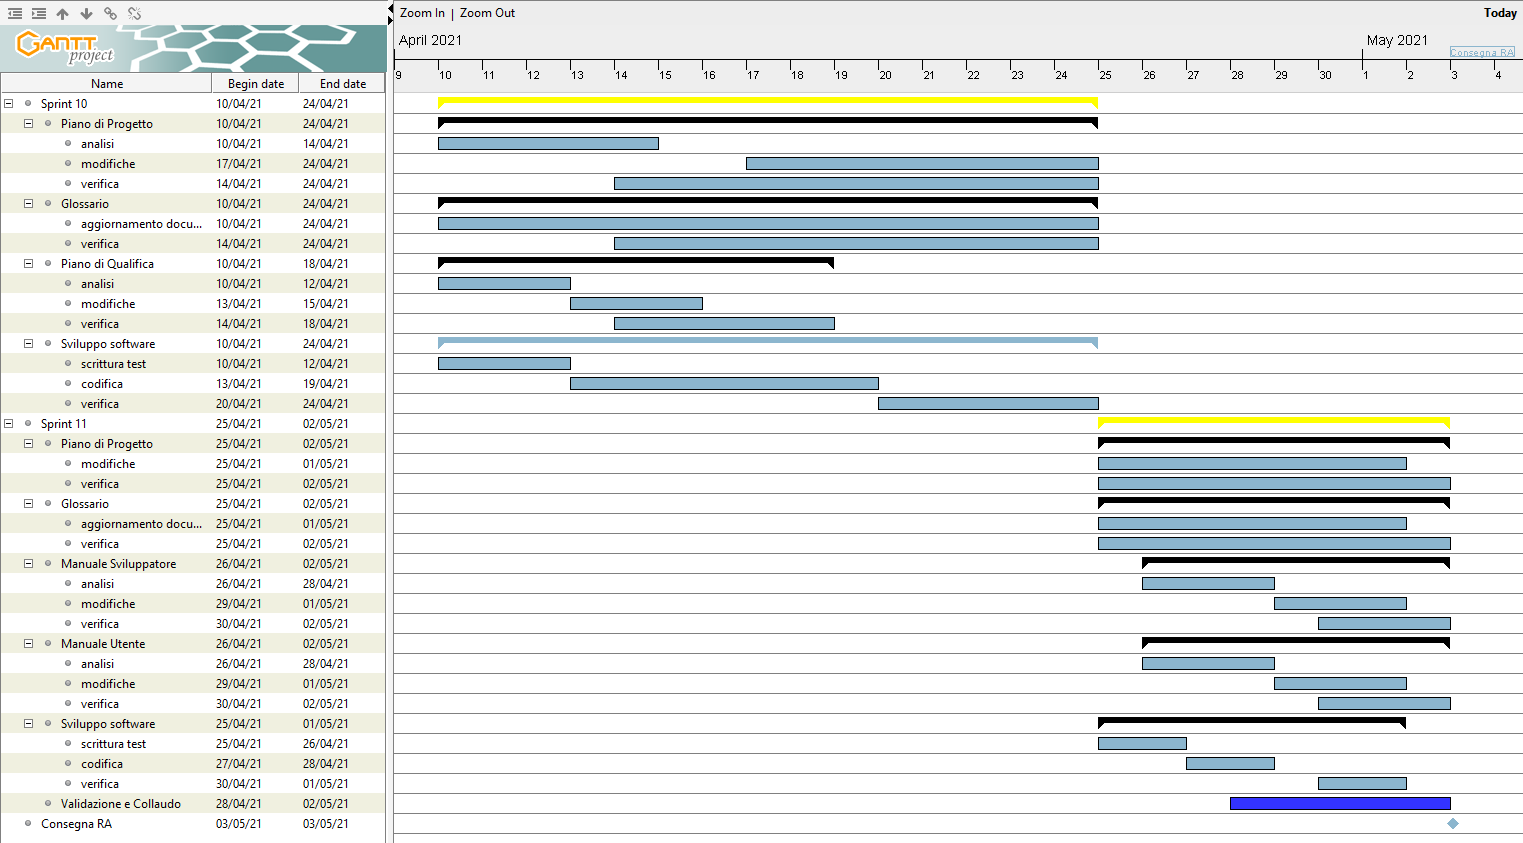 Zoom In | Zoom Out
Today
GANTT
project
April 2021
May 2021
Consegna RA
9 10 11 12 13 14 15 16 17 18 19 20 21 22 23 24 25 26 27 28 29 30 1 2 3 4
Name Begin date End date
Sprint 10 10/04/21 24/04/21
Piano di Progetto 10/04/21 24/04/21
analisi 10/04/21 14/04/21
modifiche 17/04/21 24/04/21
verifica 14/04/21 24/04/21
Glossario 10/04/21 24/04/21
aggiornamento docu... 10/04/21 24/04/21
verifica 14/04/21 24/04/21
Piano di Qualifica 10/04/21 18/04/21
analisi 10/04/21 12/04/21
modifiche 13/04/21 15/04/21
verifica 14/04/21 18/04/21
Sviluppo software 10/04/21 24/04/21
scrittura test 10/04/21 12/04/21
codifica 13/04/21 19/04/21
verifica 20/04/21 24/04/21
Sprint 11 25/04/21 02/05/21
Piano di Progetto 25/04/21 02/05/21
modifiche 25/04/21 01/05/21
verifica 25/04/21 02/05/21
Glossario 25/04/21 02/05/21
aggiornamento docu... 25/04/21 01/05/21
verifica 25/04/21 02/05/21
Manuale Sviluppatore 26/04/21 02/05/21
analisi 26/04/21 28/04/21
modifiche 29/04/21 01/05/21
verifica 30/04/21 02/05/21
Manuale Utente 26/04/21 02/05/21
analisi 26/04/21 28/04/21
modifiche 29/04/21 01/05/21
verifica 30/04/21 02/05/21
Sviluppo software 25/04/21 01/05/21
scrittura test 25/04/21 26/04/21
codifica 27/04/21 28/04/21
verifica 30/04/21 01/05/21
Validazione e Collaudo 28/04/21 02/05/21
Consegna RA 03/05/21 03/05/21